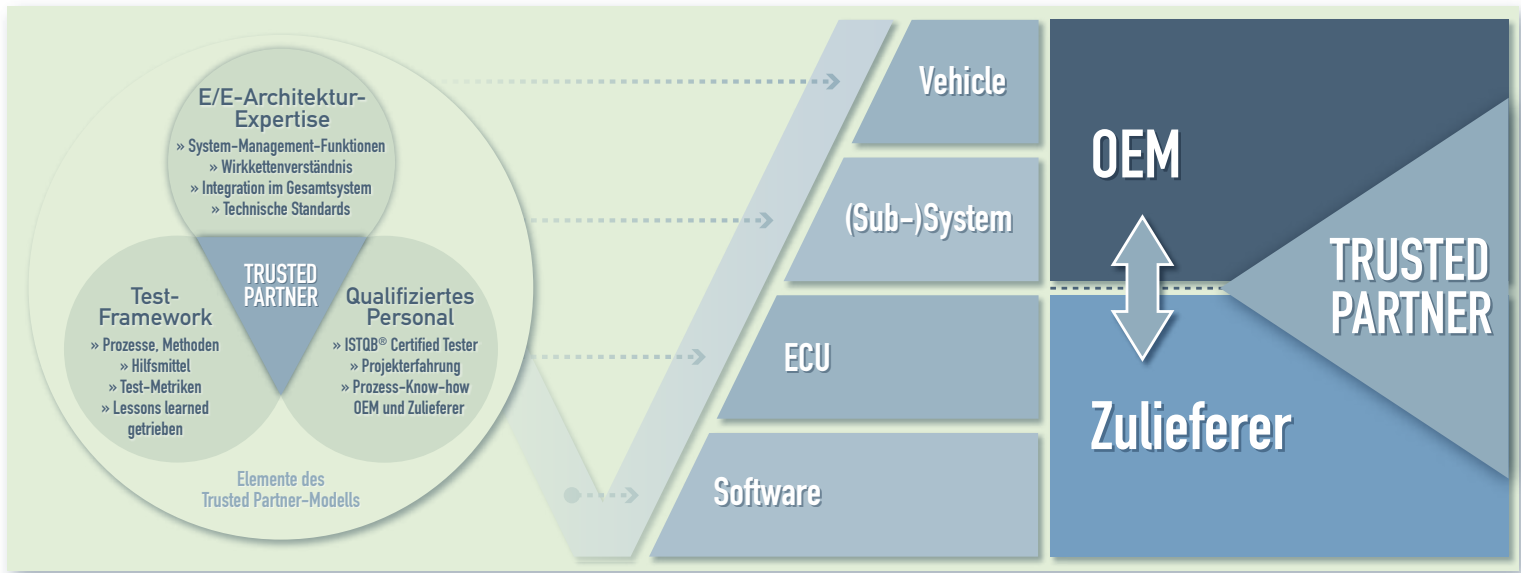 E/E-Architektur-
Expertise
» System-Management-Funktionen
» Wirkkettenverständnis
» Integration im Gesamtsystem
» Technische Standards
TRUSTED
PARTNER
Test-
Framework
» Prozesse, Methoden
» Hilfsmittel
» Test-Metriken
» Lessons learned
getrieben
Qualifiziertes
Personal
» ISTQB® Certified Tester
» Projekterfahrung
» Prozess-Know-how
OEM und Zulieferer
Elemente des
Trusted Partner-Modells
Vehicle
(Sub-)System
ECU
Software
OEM
Zulieferer
TRUSTED
PARTNER